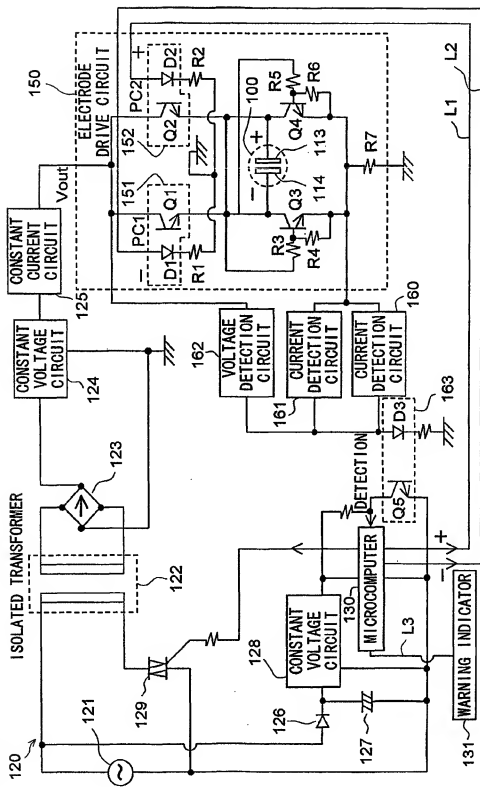 120
121
ISOLATED TRANSFORMER
122
123
129
CONSTANT
VOLTAGE
CIRCUIT
124
CONSTANT
CURRENT
CIRCUIT
125
Vout
150
ELECTRODE
DRIVE CIRCUIT
151
152
PC1
PC2
D1
Q1
R1
Q2
D2
R2
−
+
100
113
114
−
+
Q3
R3
R4
Q4
R5
R6
R7
162
VOLTAGE
DETECTION
CIRCUIT
161
CURRENT
DETECTION
CIRCUIT
160
CURRENT
DETECTION
CIRCUIT
163
D3
Q5
DETECTION
126
127
128
CONSTANT
VOLTAGE
CIRCUIT
130
MICROCOMPUTER
+
−
L1
L2
L3
WARNING INDICATOR
131